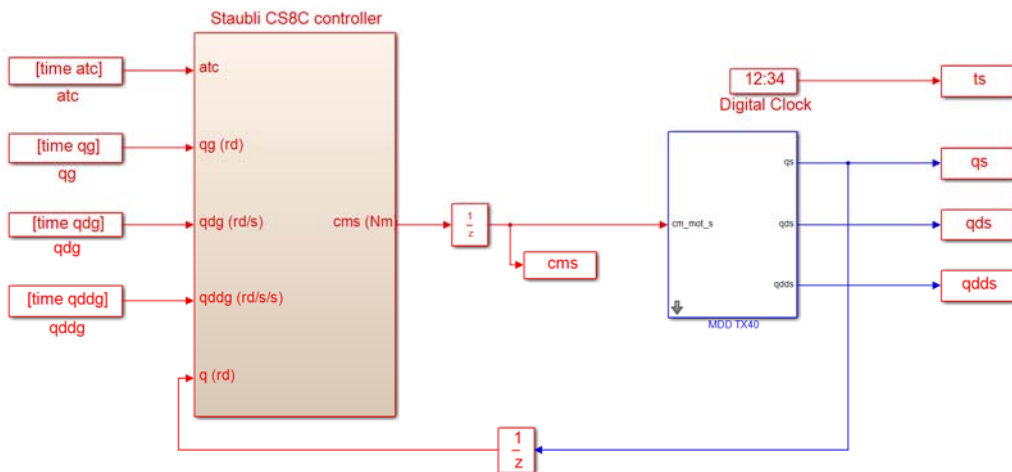 Staubli CS8C controller
[time atc]
atc
atc
12:34
Digital Clock
ts
[time qg]
qg
qg (rd)
qs
qs
[time qdg]
qdg
qdg (rd/s)
cms (Nm)
1
z
cm_mot_s
qds
qds
cms
[time qddg]
qddg
qddg (rd/s/s)
qdds
qdds
MDD TX40
q (rd)
1
z